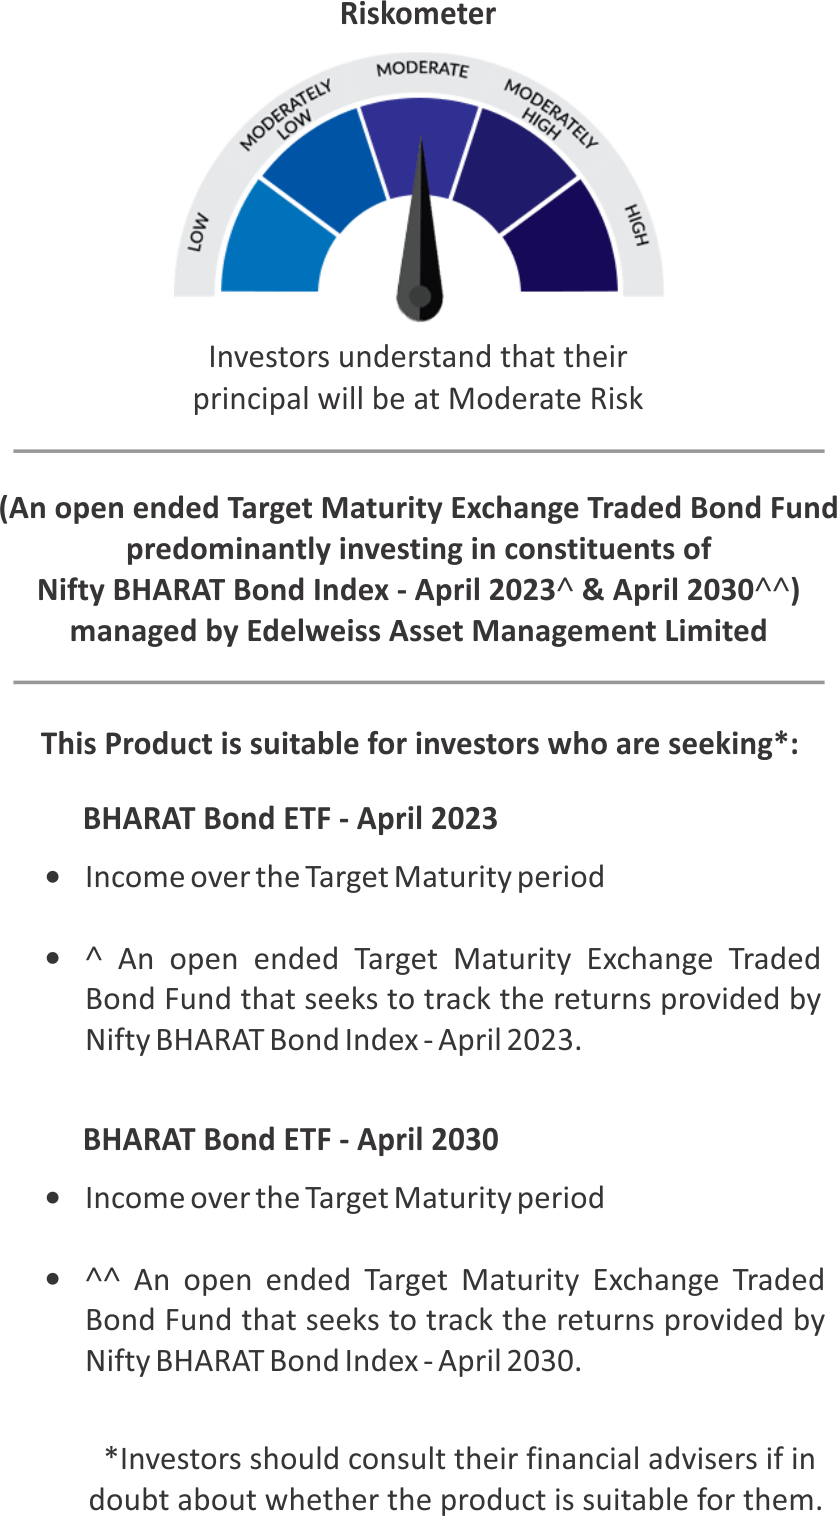 Riskometer
LOW
MODERATELY
LOW
MODERATE
MODERATELY
HIGH
HIGH
Investors understand that their
principal will be at Moderate Risk
(An open ended Target Maturity Exchange Traded Bond Fund
predominantly investing in constituents of
Nifty BHARAT Bond Index - April 2023^ & April 2030^^)
managed by Edelweiss Asset Management Limited
This Product is suitable for investors who are seeking*:
BHARAT Bond ETF - April 2023
• Income over the Target Maturity period
• ^ An open ended Target Maturity Exchange Traded
Bond Fund that seeks to track the returns provided by
Nifty BHARAT Bond Index - April 2023.
BHARAT Bond ETF - April 2030
• Income over the Target Maturity period
• ^^ An open ended Target Maturity Exchange Traded
Bond Fund that seeks to track the returns provided by
Nifty BHARAT Bond Index - April 2030.
*Investors should consult their financial advisers if in
doubt about whether the product is suitable for them.